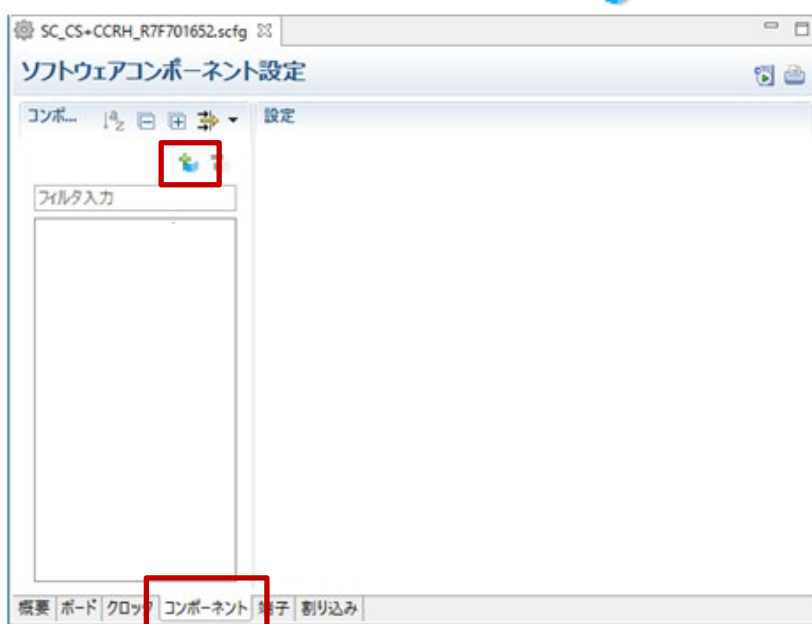 SC_CS+CCRH_R7F701652.scfg
ソフトウェアコンポーネント設定
コンポ... 設定
フィルタ入力
概要 ボード クロック コンポーネント 端子 割り込み